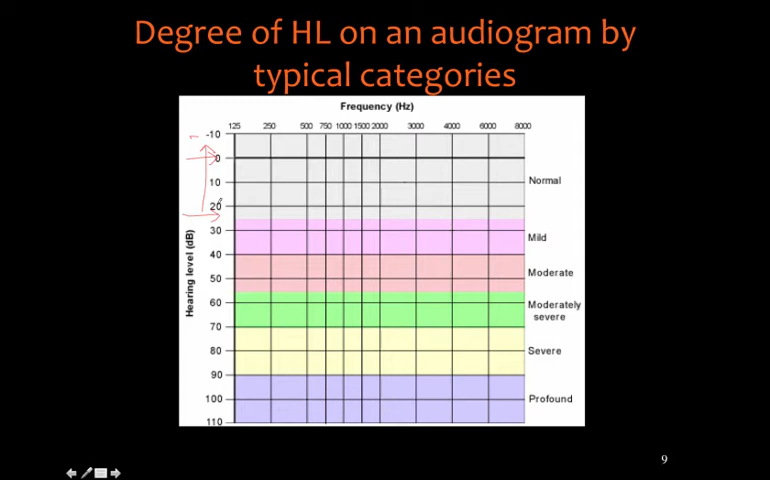 Degree of HL on an audiogram by
typical categories
Frequency (Hz)
125 250 500 750 1000 1500 2000 3000 4000 6000 8000
-10
0
10 Normal
20
30 Mild
40
50 Moderate
60 Moderately
severe
70
80 Severe
90
100 Profound
110
Hearing level (dB)
9